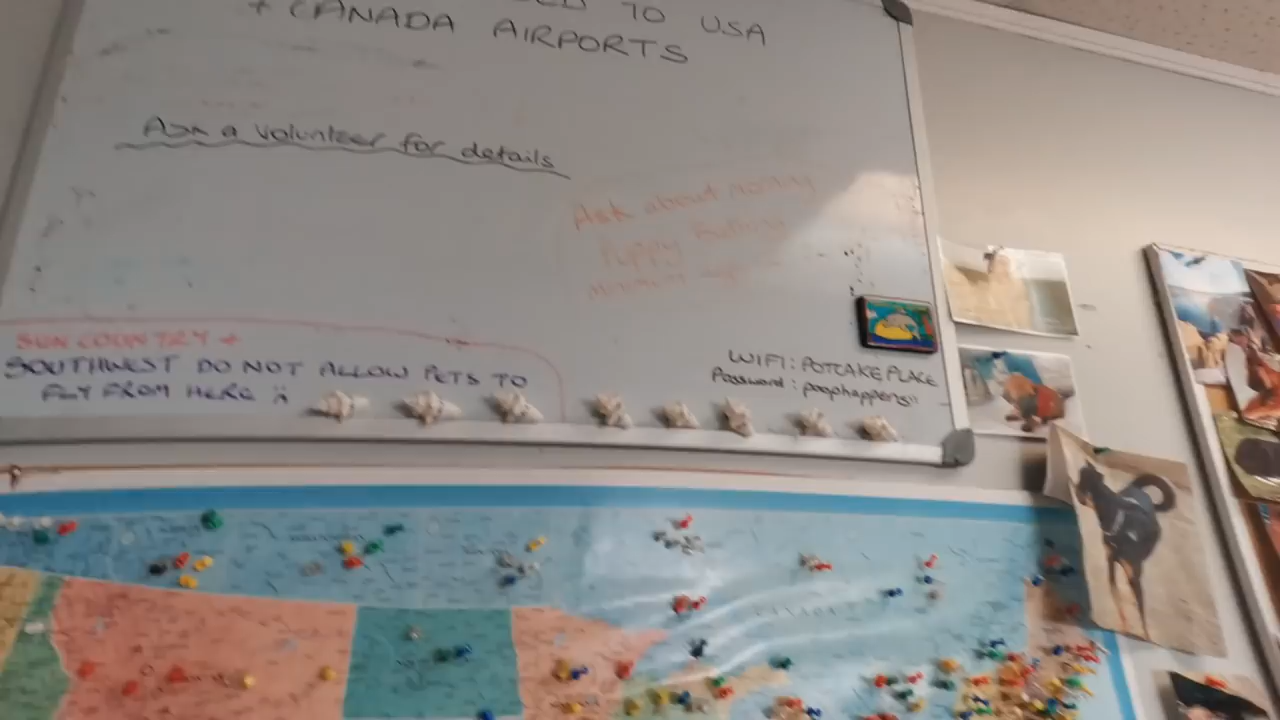 TO USA
+ CANADA AIRPORTS
Ask a volunteer for details
Ask about
Puppy
SUN COUNTRY +
SOUTHWEST DO NOT ALLOW PETS TO
FLY FROM HERE :(
WIFI: POTCAKE PLACE
Password: poophappens!!
CANADA